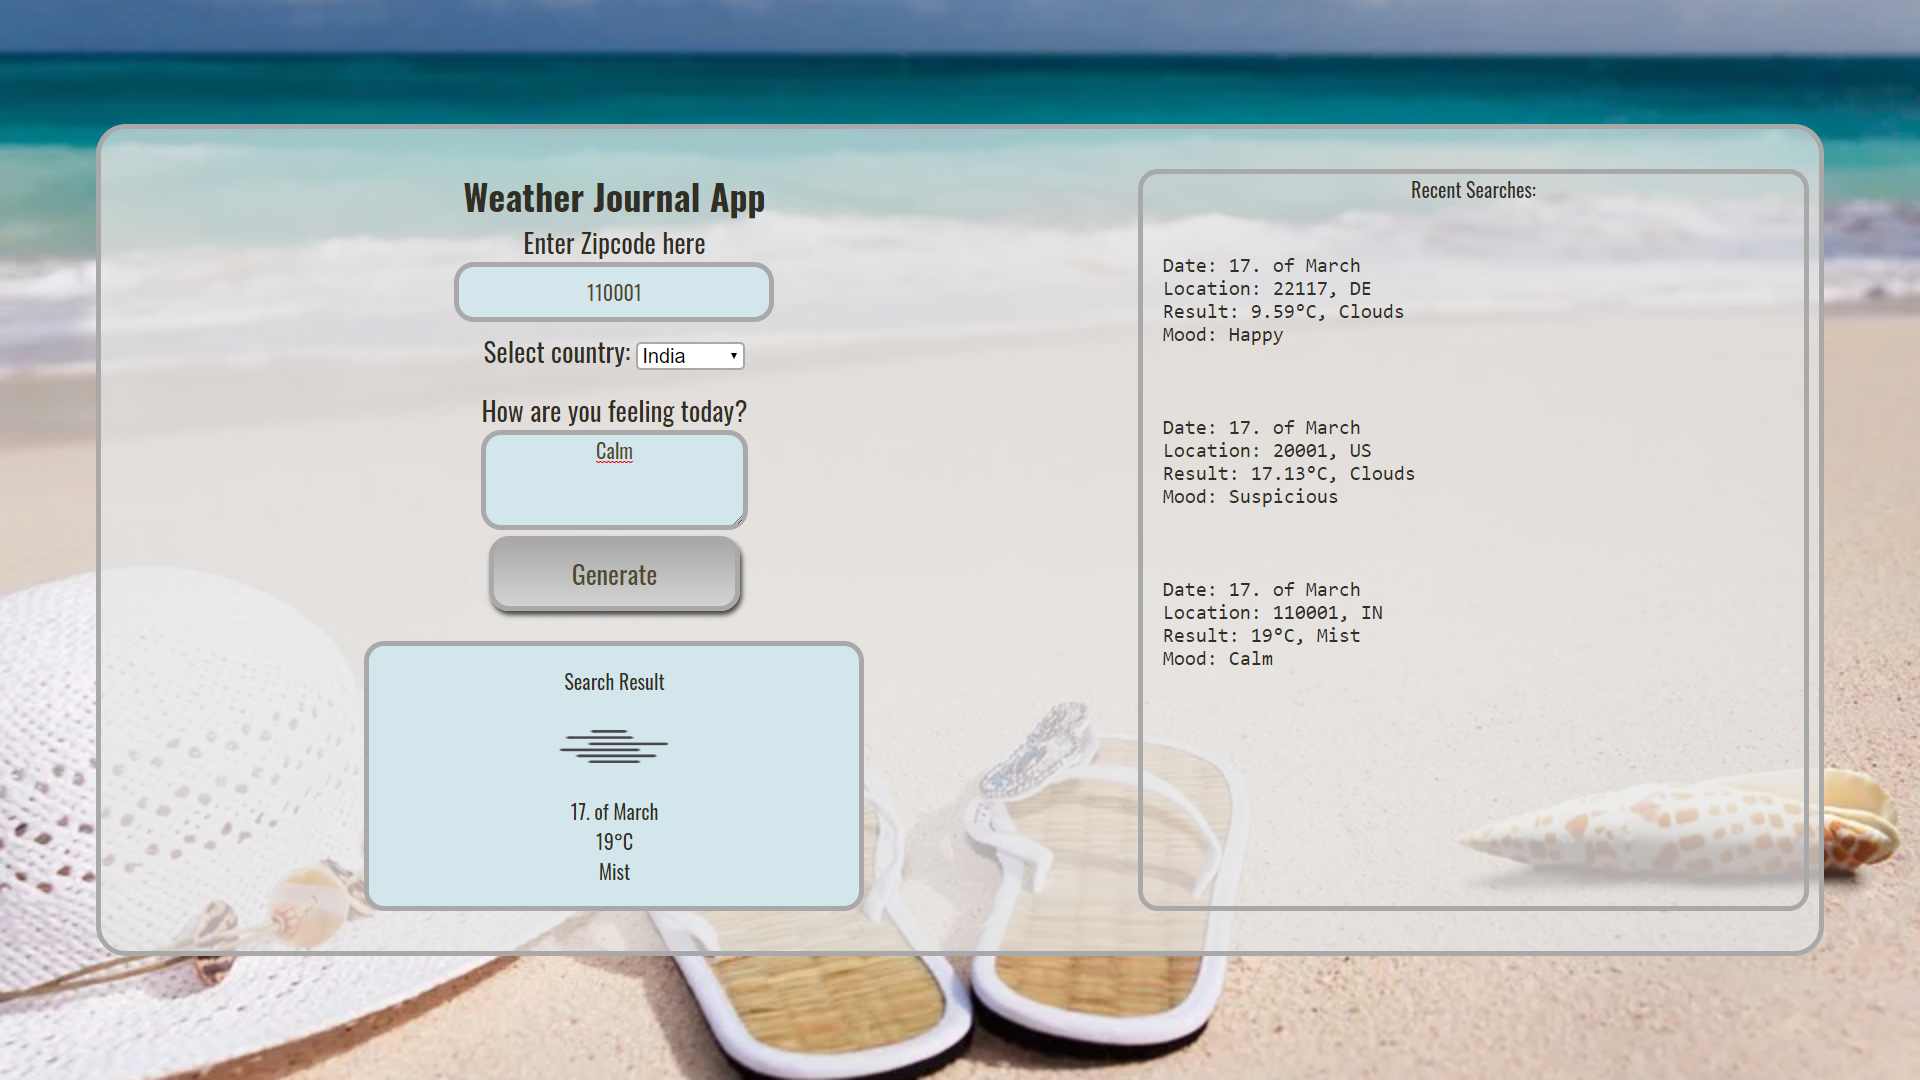 Weather Journal App
Enter Zipcode here
110001
Select country: India
How are you feeling today?
Calm
Generate
Search Result
17. of March
19°C
Mist
Recent Searches:
Date: 17. of March
Location: 22117, DE
Result: 9.59°C, Clouds
Mood: Happy
Date: 17. of March
Location: 20001, US
Result: 17.13°C, Clouds
Mood: Suspicious
Date: 17. of March
Location: 110001, IN
Result: 19°C, Mist
Mood: Calm